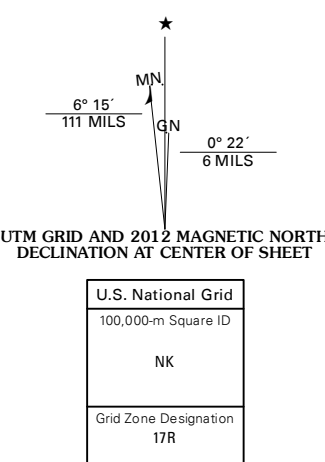 ★
MN
6° 15´
111 MILS
GN
0° 22´
6 MILS
UTM GRID AND 2012 MAGNETIC NORTH
DECLINATION AT CENTER OF SHEET
U.S. National Grid
100,000-m Square ID
NK
Grid Zone Designation
17R